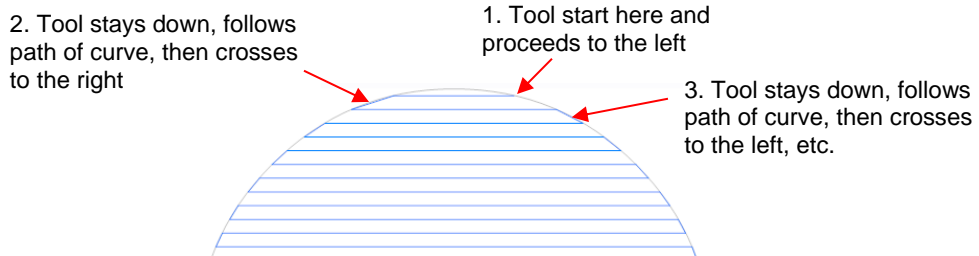 1. Tool start here and
proceeds to the left
2. Tool stays down, follows
path of curve, then crosses
to the right
3. Tool stays down, follows
path of curve, then crosses
to the left, etc.